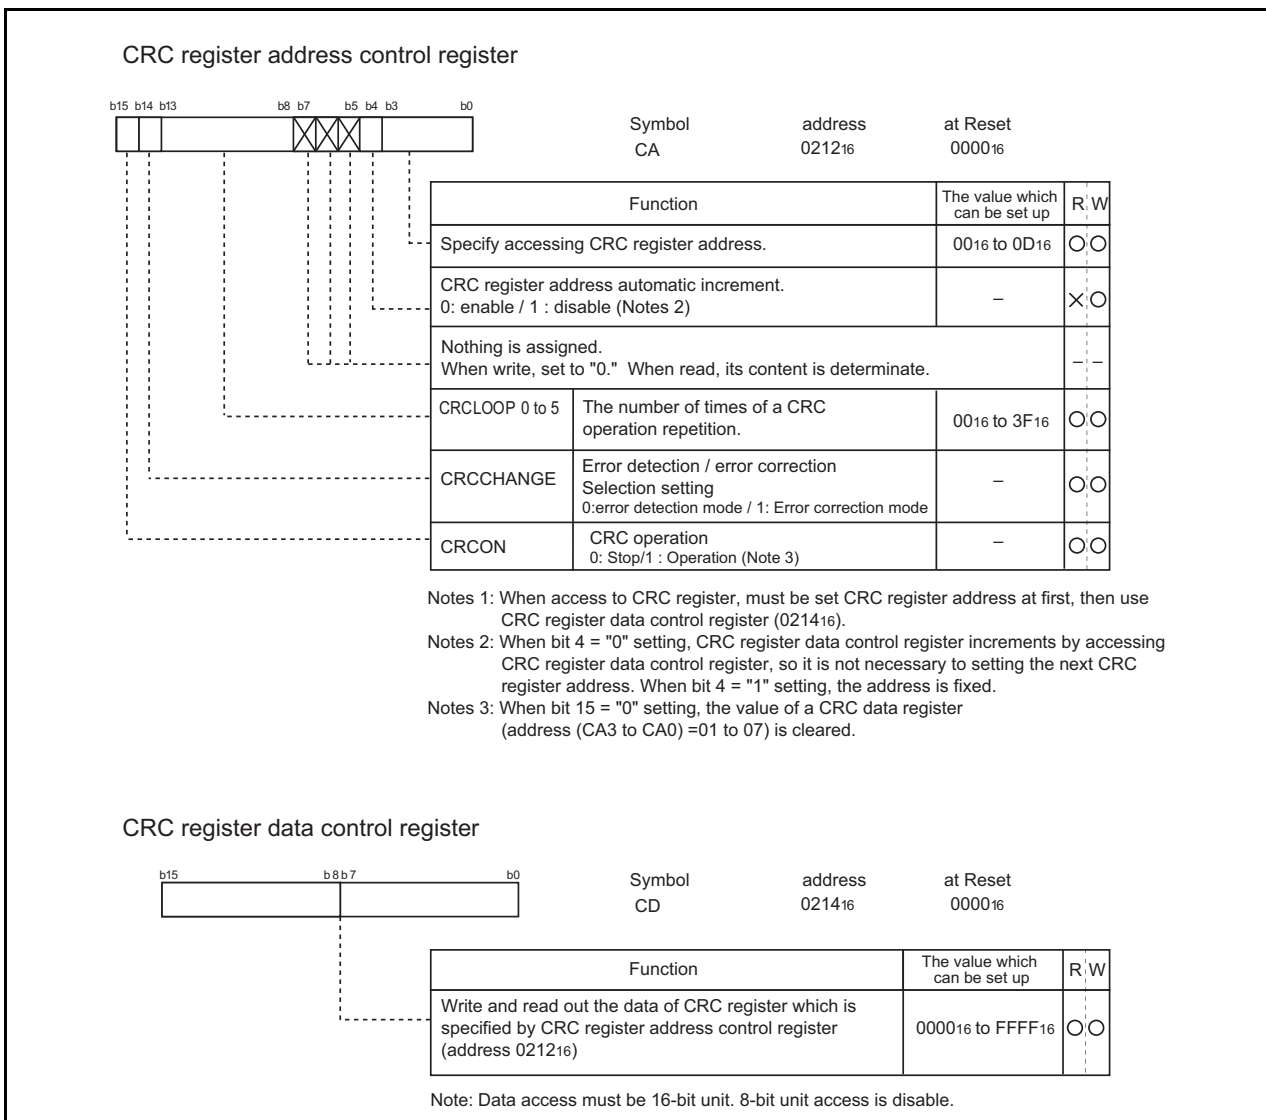 CRC register address control register
b15 b14 b13 b8 b7 b5 b4 b3 b0
Symbol address at Reset
CA 021216 000016
Function The value which can be set up R W
Specify accessing CRC register address. 0016 to 0D16
CRC register address automatic increment.
0: enable / 1 : disable (Notes 2) –
Nothing is assigned.
When write, set to "0." When read, its content is determinate. – –
CRCLOOP 0 to 5 The number of times of a CRC
operation repetition. 0016 to 3F16
CRCCHANGE Error detection / error correction
Selection setting –
0:error detection mode / 1: Error correction mode
CRCON CRC operation –
0: Stop/1 : Operation (Note 3)
Notes 1: When access to CRC register, must be set CRC register address at first, then use
CRC register data control register (021416).
Notes 2: When bit 4 = "0" setting, CRC register data control register increments by accessing
CRC register data control register, so it is not necessary to setting the next CRC
register address. When bit 4 = "1" setting, the address is fixed.
Notes 3: When bit 15 = "0" setting, the value of a CRC data register
(address (CA3 to CA0) =01 to 07) is cleared.
CRC register data control register
b15 b8 b7 b0
Symbol address at Reset
CD 021416 000016
Function The value which can be set up R W
Write and read out the data of CRC register which is
specified by CRC register address control register 000016 to FFFF16
(address 021216)
Note: Data access must be 16-bit unit. 8-bit unit access is disable.